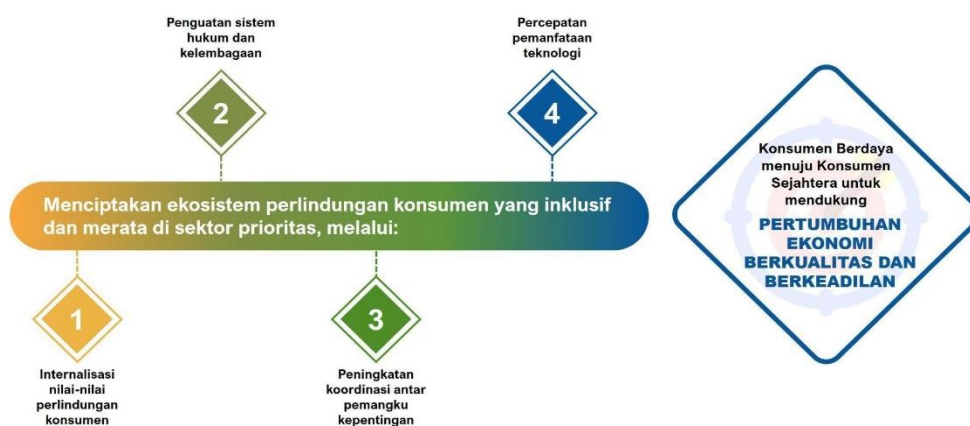 Penguatan sistem
hukum dan
kelembagaan
2
Percepatan
pemanfataan
teknologi
4
Menciptakan ekosistem perlindungan konsumen yang inklusif
dan merata di sektor prioritas, melalui:
1
Internalisasi
nilai-nilai
perlindungan
konsumen
3
Peningkatan
koordinasi antar
pemangku
kepentingan
Konsumen Berdaya
menuju Konsumen
Sejahtera untuk
mendukung
PERTUMBUHAN
EKONOMI
BERKUALITAS DAN
BERKEADILAN